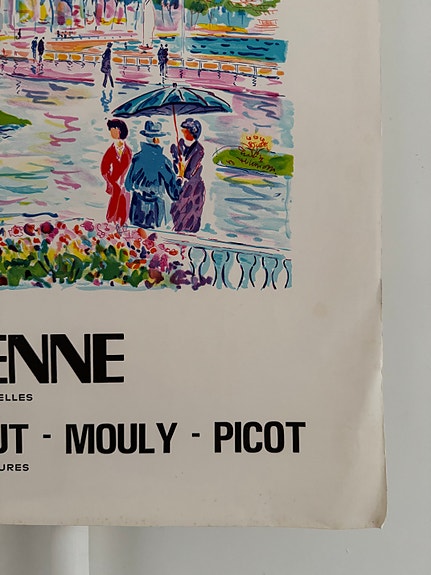 ENNE
ELLES
UT - MOULY - PICOT
URES